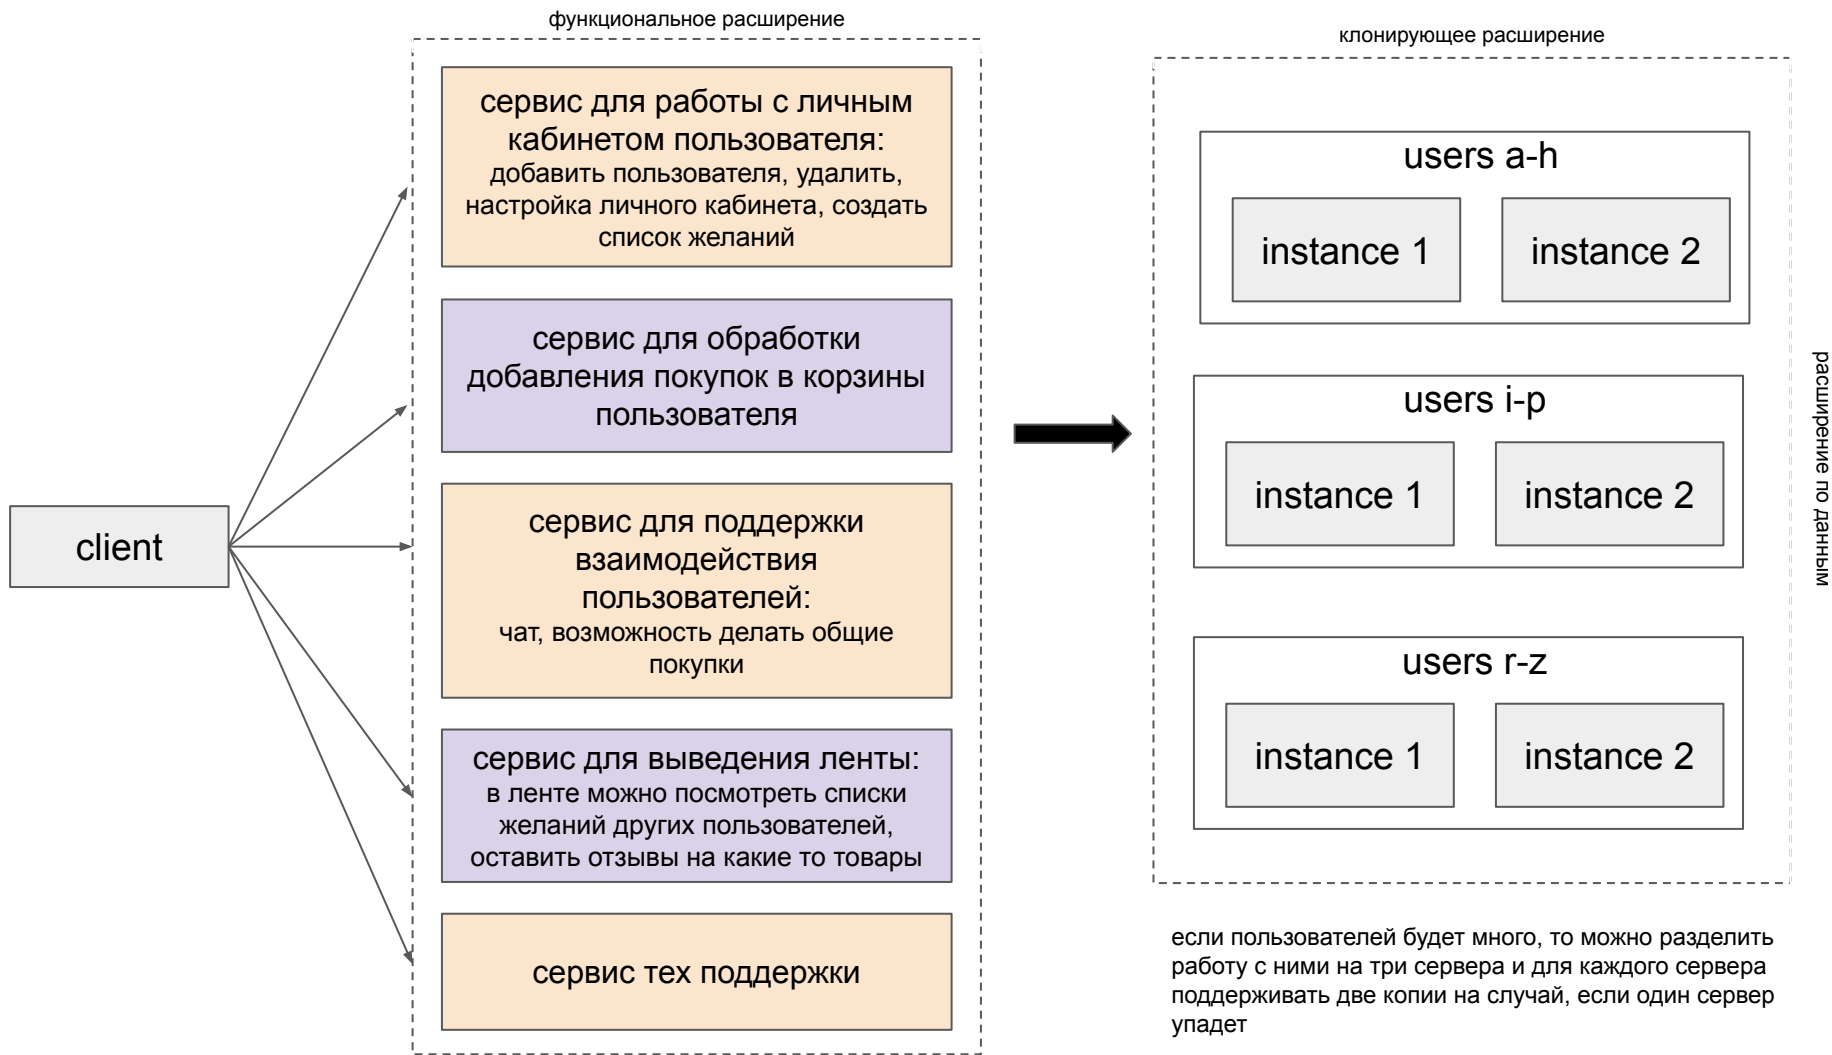 функциональное расширение
сервис для работы с личным
кабинетом пользователя:
добавить пользователя, удалить,
настройка личного кабинета, создать
список желаний
сервис для обработки
добавления покупок в корзины
пользователя
client
сервис для поддержки
взаимодействия
пользователей:
чат, возможность делать общие
покупки
сервис для выведения ленты:
в ленте можно посмотреть списки
желаний других пользователей,
оставить отзывы на какие то товары
сервис тех поддержки
клонирующее расширение
users a-h
instance 1
instance 2
users i-p
instance 1
instance 2
users r-z
instance 1
instance 2
расширение по данным
если пользователей будет много, то можно разделить
работу с ними на три сервера и для каждого сервера
поддерживать две копии на случай, если один сервер
упадет